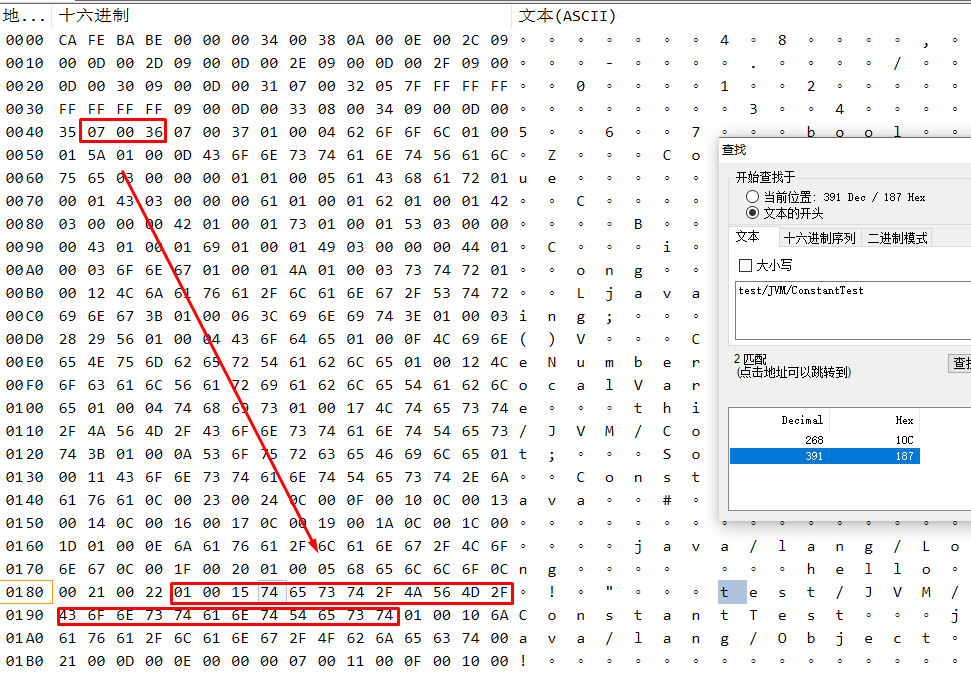 地... 十六进制 文本(ASCII)
0000 CA FE BA BE 00 00 00 34 00 38 0A 00 0E 00 2C 09 ◦ ◦ ◦ ◦ ◦ ◦ ◦ 4 ◦ 8 ◦ ◦ ◦ ◦ , ◦
0010 00 0D 00 2D 09 00 0D 00 2E 09 00 0D 00 2F 09 00 ◦ ◦ ◦ - ◦ ◦ ◦ ◦ . ◦ ◦ ◦ ◦ / ◦ ◦
0020 0D 00 30 09 00 0D 00 31 07 00 32 05 7F FF FF FF ◦ ◦ 0 ◦ ◦ ◦ ◦ 1 ◦ ◦ 2 ◦ ◦ ◦ ◦ ◦
0030 FF FF FF FF 09 00 0D 00 33 08 00 34 09 00 0D 00 ◦ ◦ ◦ ◦ ◦ ◦ ◦ ◦ 3 ◦ ◦ 4 ◦ ◦ ◦ ◦
0040 35 07 00 36 07 00 37 01 00 04 62 6F 6F 6C 01 00 5 ◦ ◦ 6 ◦ ◦ 7 ◦ ◦ ◦ b o o l ◦ ◦
0050 01 5A 01 00 0D 43 6F 6E 73 74 61 6E 74 56 61 6C ◦ Z ◦ ◦ ◦ C o
0060 75 65 03 00 00 00 01 01 00 05 61 43 68 61 72 01 u e ◦ ◦ ◦ ◦ ◦
0070 00 01 43 03 00 00 00 61 01 00 01 62 01 00 01 42 ◦ ◦ C ◦ ◦ ◦ ◦
0080 03 00 00 00 42 01 00 01 73 01 00 01 53 03 00 00 ◦ ◦ ◦ ◦ B ◦ ◦
0090 00 43 01 00 01 69 01 00 01 49 03 00 00 00 44 01 ◦ C ◦ ◦ ◦ i ◦
00A0 00 03 6F 6E 67 01 00 01 4A 01 00 03 73 74 72 01 ◦ ◦ o n g ◦ ◦
00B0 00 12 4C 6A 61 76 61 2F 6C 61 6E 67 2F 53 74 72 ◦ ◦ L j a v a
00C0 69 6E 67 3B 01 00 06 3C 69 6E 69 74 3E 01 00 03 i n g ; ◦ ◦ ◦
00D0 28 29 56 01 00 04 43 6F 64 65 01 00 0F 4C 69 6E ( ) V ◦ ◦ ◦ C
00E0 65 4E 75 6D 62 65 72 54 61 62 6C 65 01 00 12 4C e N u m b e r
00F0 6F 63 61 6C 56 61 72 69 61 62 6C 65 54 61 62 6C o c a l V a r
0100 65 01 00 04 74 68 69 73 01 00 17 4C 74 65 73 74 e ◦ ◦ ◦ t h i
0110 2F 4A 56 4D 2F 43 6F 6E 73 74 61 6E 74 54 65 73 / J V M / C o
0120 74 3B 01 00 0A 53 6F 75 72 63 65 46 69 6C 65 01 t ; ◦ ◦ ◦ S o
0130 00 11 43 6F 6E 73 74 61 6E 74 54 65 73 74 2E 6A ◦ ◦ C o n s t
0140 61 76 61 0C 00 23 00 24 0C 00 0F 00 10 0C 00 13 a v a ◦ ◦ # ◦
0150 00 14 0C 00 16 00 17 0C 00 19 00 1A 0C 00 1C 00 ◦ ◦ ◦ ◦ ◦ ◦ ◦ ◦ ◦ ◦ ◦ ◦ ◦ ◦ ◦ ◦
0160 1D 01 00 0E 6A 61 76 61 2F 6C 61 6E 67 2F 4C 6F ◦ ◦ ◦ ◦ j a v a / l a n g / L o
0170 6E 67 0C 00 1F 00 20 01 00 05 68 65 6C 6C 6F 0C n g ◦ ◦ ◦ ◦ ◦ ◦ ◦ h e l l o ◦
0180 00 21 00 22 01 00 15 74 65 73 74 2F 4A 56 4D 2F ◦ ! ◦ " ◦ ◦ ◦ t e s t / J V M /
0190 43 6F 6E 73 74 61 6E 74 54 65 73 74 01 00 10 6A C o n s t a n t T e s t ◦ ◦ ◦ j
01A0 61 76 61 2F 6C 61 6E 67 2F 4F 62 6A 65 63 74 00 a v a / l a n g / O b j e c t ◦
01B0 21 00 0D 00 0E 00 00 00 07 00 11 00 0F 00 10 00 ! ◦ ◦ ◦ ◦ ◦ ◦ ◦ ◦ ◦ ◦ ◦ ◦ ◦ ◦ ◦
查找
开始查找于
当前位置: 391 Dec / 187 Hex
文本的开头
文本 十六进制序列 二进制模式
大小写
test/JVM/ConstantTest
2 匹配
(点击地址可以跳转到)
查找
Decimal Hex
268 10C
391 187